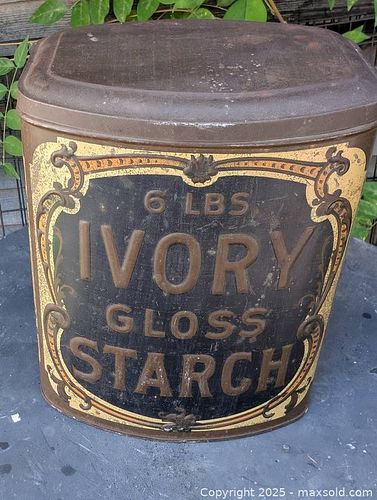 6 LBS.
IVORY
GLOSS
STARCH
Copyright © 2025 - maxsold.com